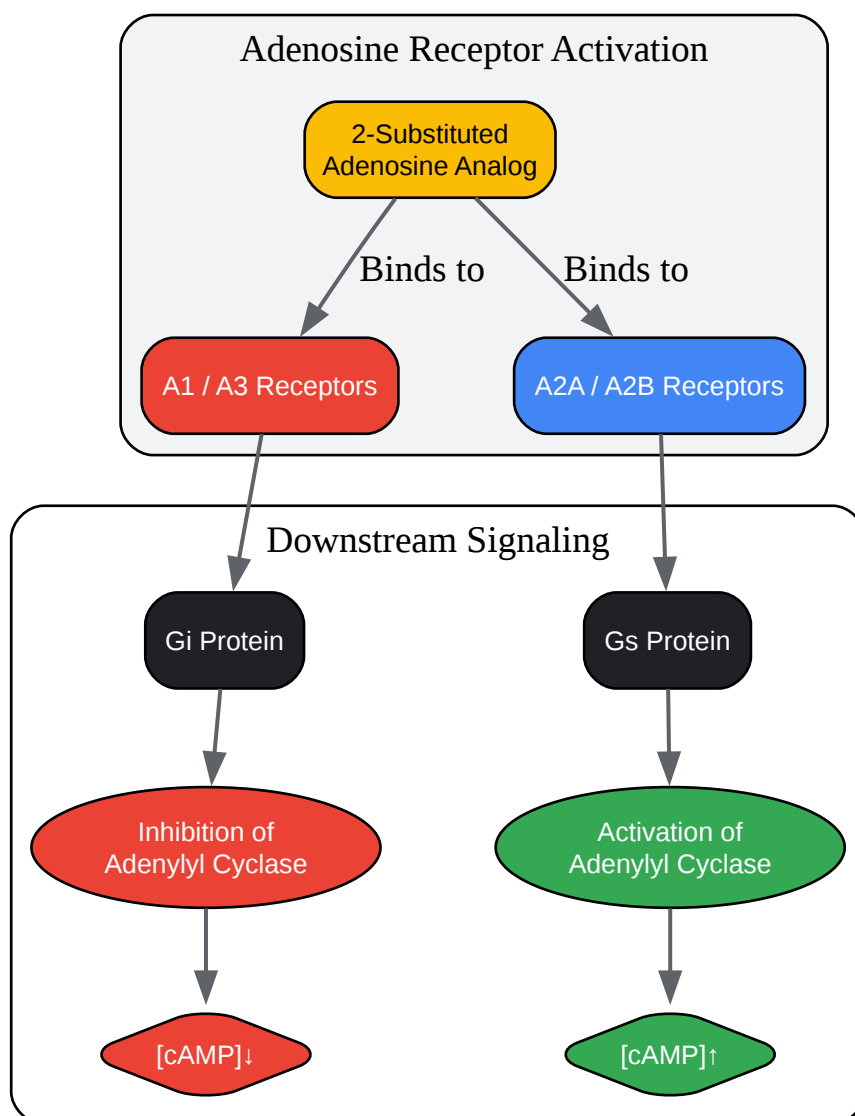 Adenosine Receptor Activation
2-Substituted
Adenosine Analog
Binds to
Binds to
A1 / A3 Receptors
A2A / A2B Receptors
Downstream Signaling
Gi Protein
Gs Protein
Inhibition of
Adenylyl Cyclase
Activation of
Adenylyl Cyclase
[cAMP]↓
[cAMP]↑